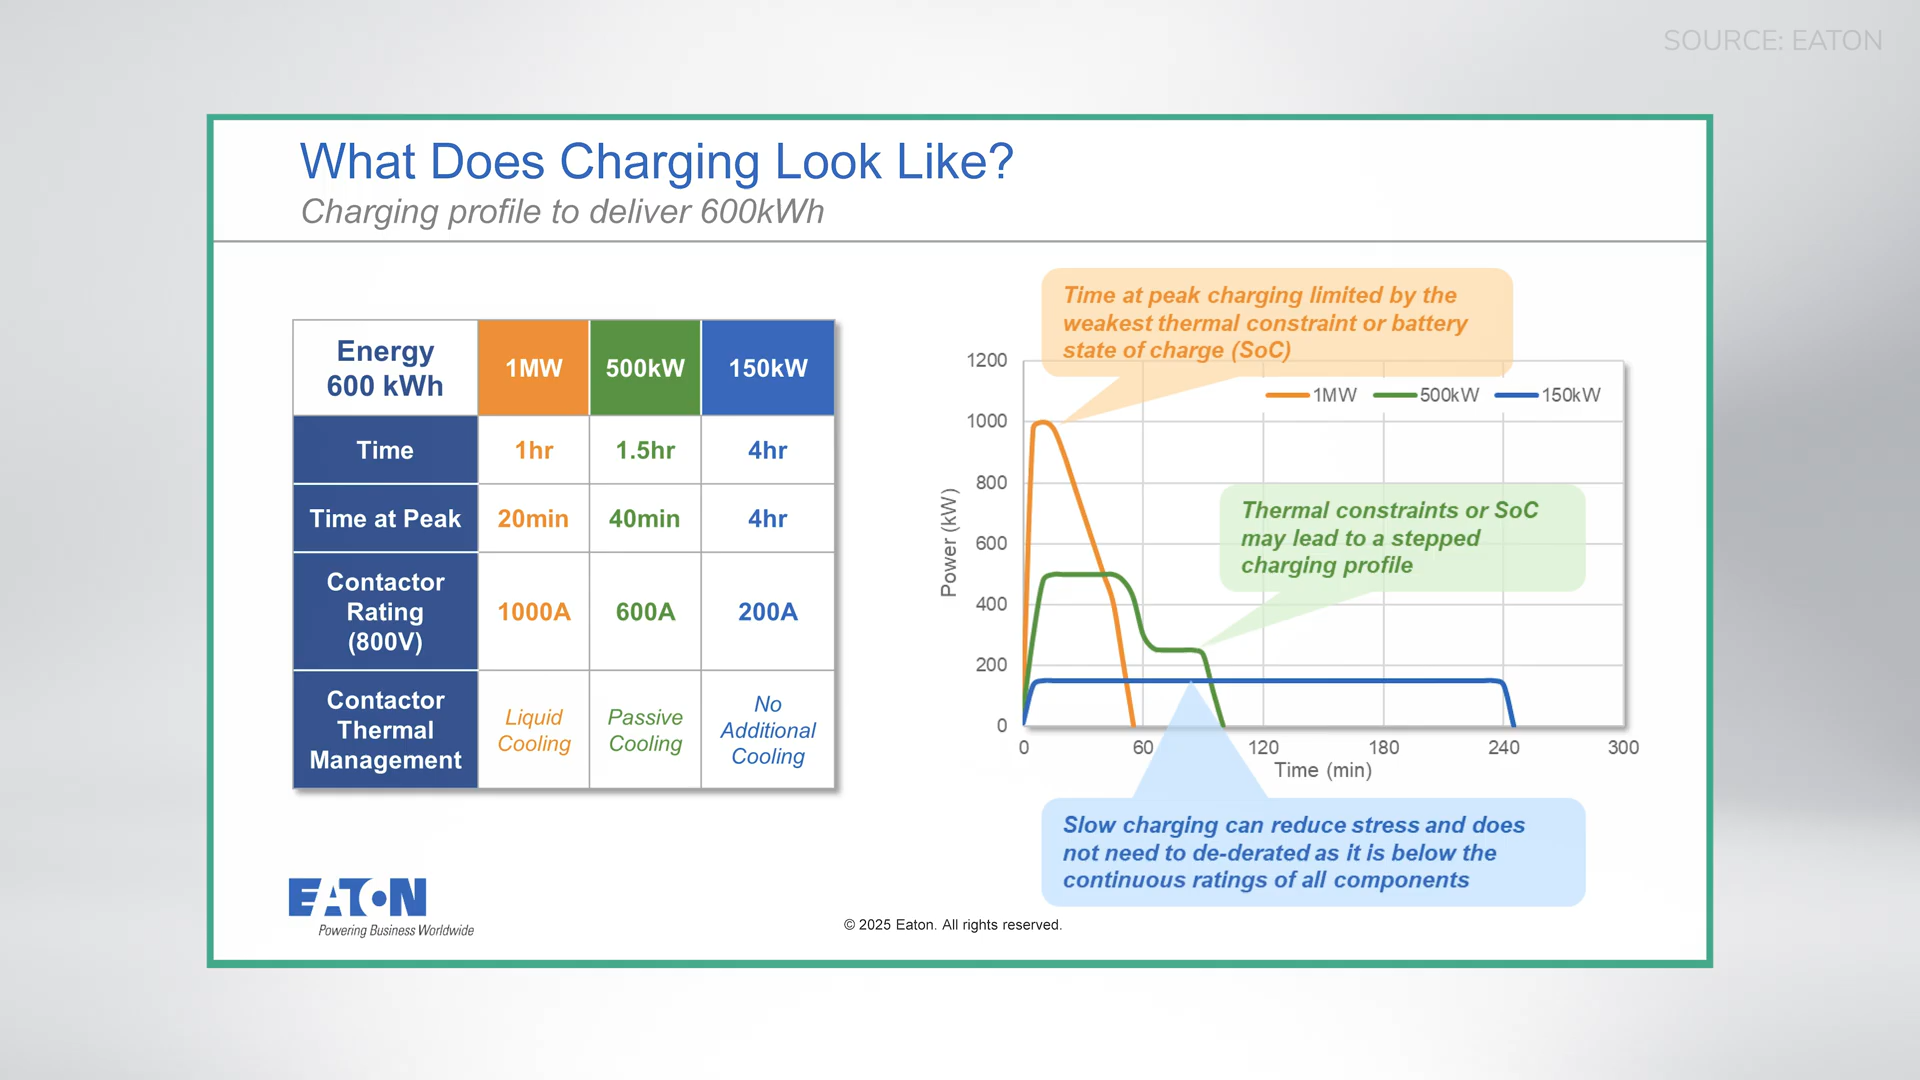 SOURCE: EATON
What Does Charging Look Like?
Charging profile to deliver 600kWh
Energy
600 kWh
1MW
500kW
150kW
Time
1hr
1.5hr
4hr
Time at Peak
20min
40min
4hr
Contactor
Rating
(800V)
1000A
600A
200A
Contactor
Thermal
Management
Liquid
Cooling
Passive
Cooling
No
Additional
Cooling
Time at peak charging limited by the
weakest thermal constraint or battery
state of charge (SoC)
1MW
500kW
150kW
Thermal constraints or SoC
may lead to a stepped
charging profile
Power (kW)
1200
1000
800
600
400
200
0
0
60
120
180
240
300
Time (min)
Slow charging can reduce stress and does
not need to de-derated as it is below the
continuous ratings of all components
EATON
Powering Business Worldwide
© 2025 Eaton. All rights reserved.